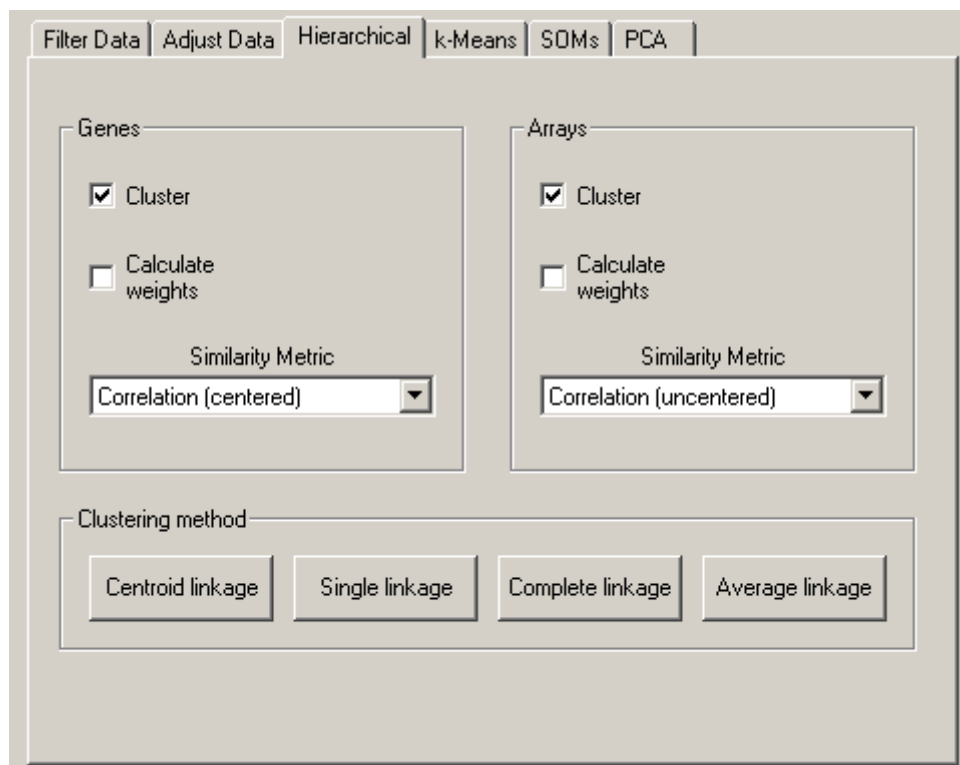 Filter Data Adjust Data Hierarchical k-Means SOMs PCA
Genes
Cluster
Calculate
weights
Similarity Metric
Correlation (centered)
Arrays
Cluster
Calculate
weights
Similarity Metric
Correlation (uncentered)
Clustering method
Centroid linkage Single linkage Complete linkage Average linkage